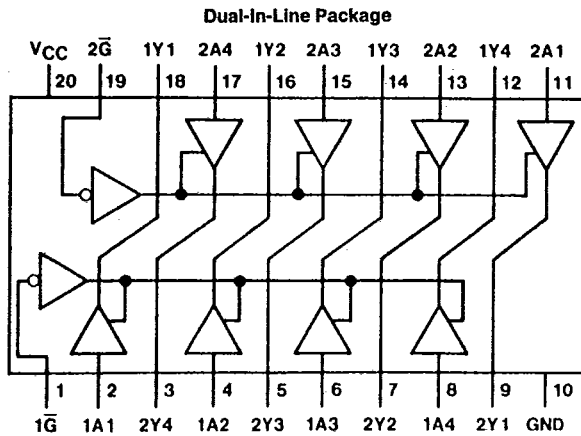 Dual-In-Line Package
VCC 2G̅ 1Y1 2A4 1Y2 2A3 1Y3 2A2 1Y4 2A1
20 19 18 17 16 15 14 13 12 11
1 2 3 4 5 6 7 8 9 10
1G̅ 1A1 2Y4 1A2 2Y3 1A3 2Y2 1A4 2Y1 GND